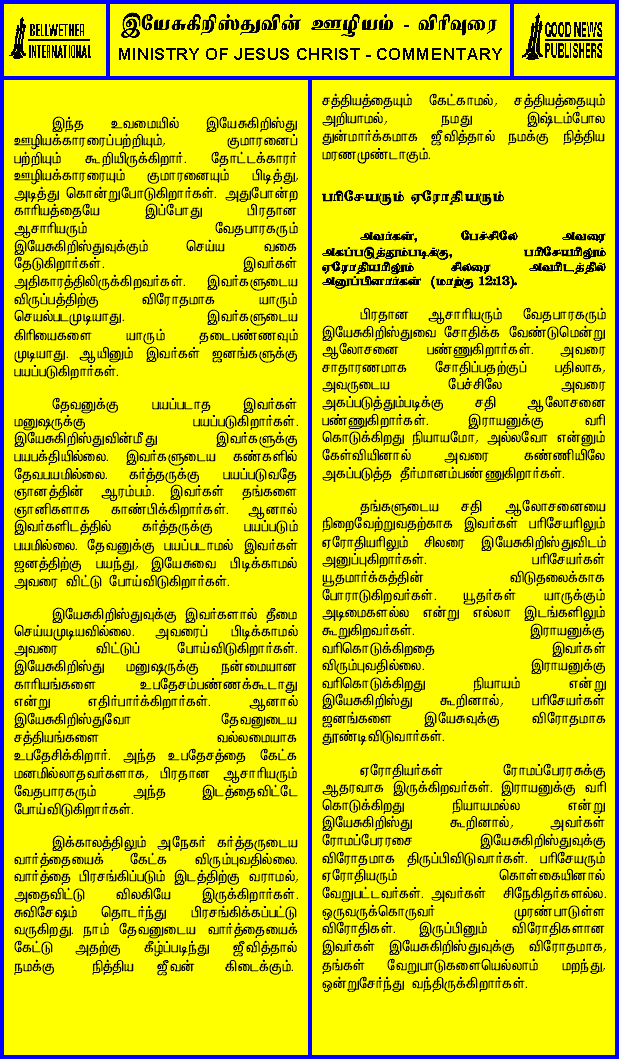 BELLWETHER
INTERNATIONAL
இயேசுகிறிஸ்துவின் ஊழியம் - விரிவுரை
MINISTRY OF JESUS CHRIST - COMMENTARY
GOOD NEWS
PUBLISHERS
இந்த உவமையில் இயேசுகிறிஸ்து
ஊழியக்காரரைப்பற்றியும், குமாரனைப்
பற்றியும் கூறியிருக்கிறார். தோட்டக்காரர்
ஊழியக்காரரையும் குமாரனையும் பிடித்து,
அடித்து கொன்றுபோடுகிறார்கள். அதுபோன்ற
காரியத்தையே இப்போது பிரதான
ஆசாரியரும் வேதபாரகரும்
இயேசுகிறிஸ்துவுக்கும் செய்ய வகை
தேடுகிறார்கள். இவர்கள்
அதிகாரத்திலிருக்கிறவர்கள். இவர்களுடைய
விருப்பத்திற்கு விரோதமாக யாரும்
செயல்படமுடியாது. இவர்களுடைய
கிரியைகளை யாரும் தடைபண்ணவும்
முடியாது. ஆயினும் இவர்கள் ஜனங்களுக்கு
பயப்படுகிறார்கள்.
தேவனுக்கு பயப்படாத இவர்கள்
மனுஷருக்கு பயப்படுகிறார்கள்.
இயேசுகிறிஸ்துவின்மீது இவர்களுக்கு
பயபக்தியில்லை. இவர்களுடைய கண்களில்
தேவபயமில்லை. கர்த்தருக்கு பயப்படுவதே
ஞானத்தின் ஆரம்பம். இவர்கள் தங்களை
ஞானிகளாக காண்பிக்கிறார்கள். ஆனால்
இவர்களிடத்தில் கர்த்தருக்கு பயப்படும்
பயமில்லை. தேவனுக்கு பயப்படாமல் இவர்கள்
ஜனத்திற்கு பயந்து, இயேசுவை பிடிக்காமல்
அவரை விட்டு போய்விடுகிறார்கள்.
இயேசுகிறிஸ்துவுக்கு இவர்களால் தீமை
செய்யமுடியவில்லை. அவரைப் பிடிக்காமல்
அவரை விட்டுப் போய்விடுகிறார்கள்.
இயேசுகிறிஸ்து மனுஷருக்கு நன்மையான
காரியங்களை உபதேசம்பண்ணக்கூடாது
என்று எதிர்பார்க்கிறார்கள். ஆனால்
இயேசுகிறிஸ்துவோ தேவனுடைய
சத்தியங்களை வல்லமையாக
உபதேசிக்கிறார். அந்த உபதேசத்தை கேட்க
மனமில்லாதவர்களாக, பிரதான ஆசாரியரும்
வேதபாரகரும் அந்த இடத்தைவிட்டே
போய்விடுகிறார்கள்.
இக்காலத்திலும் அநேகர் கர்த்தருடைய
வார்த்தையைக் கேட்க விரும்புவதில்லை.
வார்த்தை பிரசங்கிப்படும் இடத்திற்கு வராமல்,
அதைவிட்டு விலகியே இருக்கிறார்கள்.
சுவிசேஷம் தொடர்ந்து பிரசங்கிக்கப்பட்டு
வருகிறது. நாம் தேவனுடைய வார்த்தையைக்
கேட்டு அதற்கு கீழ்ப்படிந்து ஜீவித்தால்
நமக்கு நித்திய ஜீவன் கிடைக்கும்.
சத்தியத்தையும் கேட்காமல், சத்தியத்தையும்
அறியாமல், நமது இஷ்டம்போல
துன்மார்க்கமாக ஜீவித்தால் நமக்கு நித்திய
மரணமுண்டாகும்.
பரிசேயரும் ஏரோதியரும்
அவர்கள், பேச்சிலே அவரை
அகப்படுத்தும்படிக்கு, பரிசேயரிலும்
ஏரோதியரிலும் சிலரை அவரிடத்தில்
அனுப்பினார்கள் (மாற்கு 12:13).
பிரதான ஆசாரியரும் வேதபாரகரும்
இயேசுகிறிஸ்துவை சோதிக்க வேண்டுமென்று
ஆலோசனை பண்ணுகிறார்கள். அவரை
சாதாரணமாக சோதிப்பதற்குப் பதிலாக,
அவருடைய பேச்சிலே அவரை
அகப்படுத்தும்படிக்கு சதி ஆலோசனை
பண்ணுகிறார்கள். இராயனுக்கு வரி
கொடுக்கிறது நியாயமோ, அல்லவோ என்னும்
கேள்வியினால் அவரை கண்ணியிலே
அகப்படுத்த தீர்மானம்பண்ணுகிறார்கள்.
தங்களுடைய சதி ஆலோசனையை
நிறைவேற்றுவதற்காக இவர்கள் பரிசேயரிலும்
ஏரோதியரிலும் சிலரை இயேசுகிறிஸ்துவிடம்
அனுப்புகிறார்கள். பரிசேயர்கள்
யூதமார்க்கத்தின் விடுதலைக்காக
போராடுகிறவர்கள். யூதர்கள் யாருக்கும்
அடிமைகளல்ல என்று எல்லா இடங்களிலும்
கூறுகிறவர்கள். இராயனுக்கு
வரிகொடுக்கிறதை இவர்கள்
விரும்புவதில்லை. இராயனுக்கு
வரிகொடுக்கிறது நியாயம் என்று
இயேசுகிறிஸ்து கூறினால், பரிசேயர்கள்
ஜனங்களை இயேசுவுக்கு விரோதமாக
தூண்டிவிடுவார்கள்.
ஏரோதியர்கள் ரோமப்பேரரசுக்கு
ஆதரவாக இருக்கிறவர்கள். இராயனுக்கு வரி
கொடுக்கிறது நியாயமல்ல என்று
இயேசுகிறிஸ்து கூறினால், அவர்கள்
ரோமப்பேரரசை இயேசுகிறிஸ்துவுக்கு
விரோதமாக திருப்பிவிடுவார்கள். பரிசேயரும்
ஏரோதியரும் கொள்கையினால்
வேறுபட்டவர்கள். அவர்கள் சிநேகிதர்களல்ல.
ஒருவருக்கொருவர் முரண்பாடுள்ள
விரோதிகள். இருப்பினும் விரோதிகளான
இவர்கள் இயேசுகிறிஸ்துவுக்கு விரோதமாக,
தங்கள் வேறுபாடுகளையெல்லாம் மறந்து,
ஒன்றுசேர்ந்து வந்திருக்கிறார்கள்.